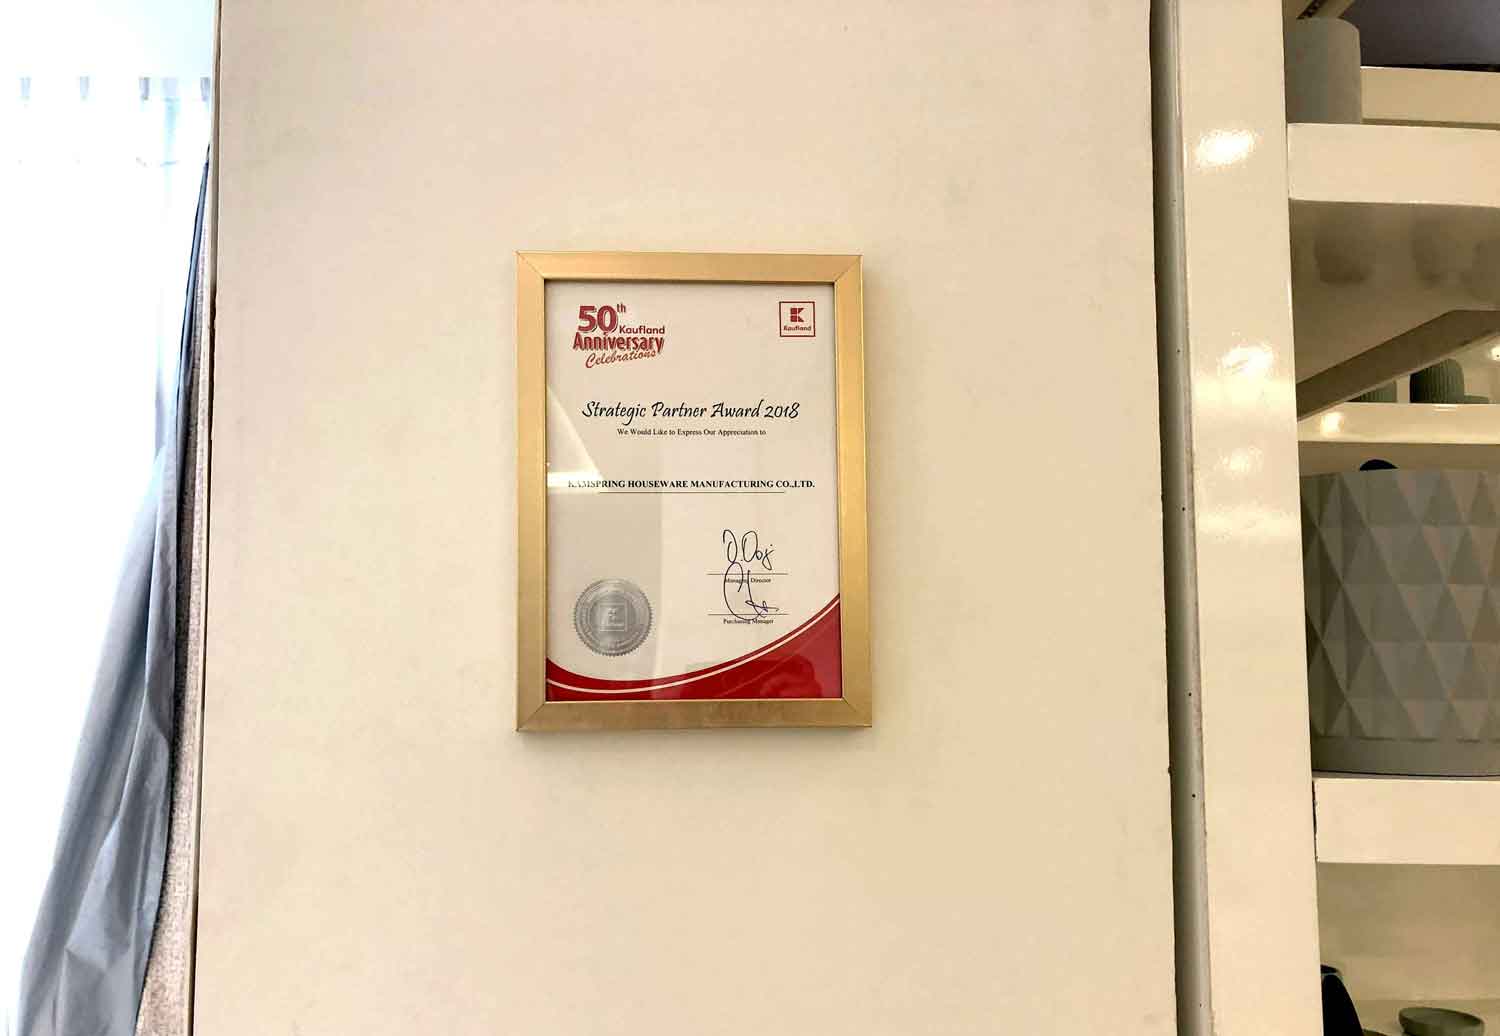 50th
Kaufland
Anniversary
Celebrations
Kaufland
Strategic Partner Award 2018
We Would Like to Express Our Appreciation to
KAMSPRING HOUSEWARE MANUFACTURING CO.,LTD.
Managing Director
Purchasing Manager